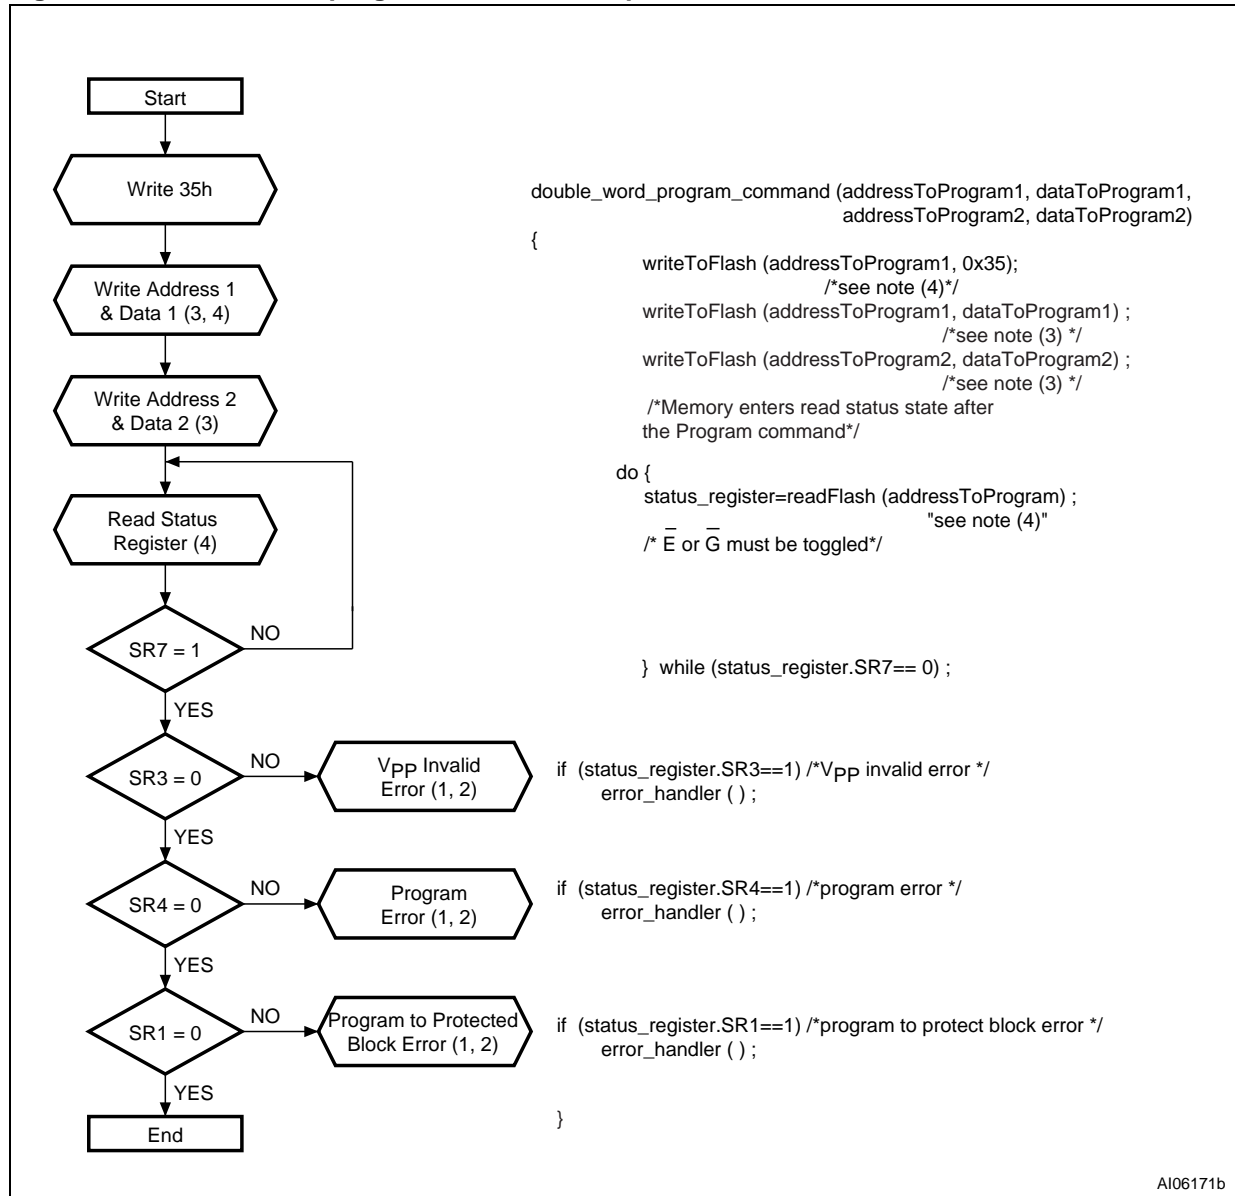 Start
Write 35h
Write Address 1
& Data 1 (3, 4)
Write Address 2
& Data 2 (3)
Read Status
Register (4)
SR7 = 1
NO
YES
SR3 = 0
NO
VPP Invalid
Error (1, 2)
YES
SR4 = 0
NO
Program
Error (1, 2)
YES
SR1 = 0
NO
Program to Protected
Block Error (1, 2)
YES
End
double_word_program_command (addressToProgram1, dataToProgram1,
addressToProgram2, dataToProgram2)
{
writeToFlash (addressToProgram1, 0x35);
/*see note (4)*/
writeToFlash (addressToProgram1, dataToProgram1) ;
/*see note (3) */
writeToFlash (addressToProgram2, dataToProgram2) ;
/*see note (3) */
/*Memory enters read status state after
the Program command*/
do {
status_register=readFlash (addressToProgram) ;
"see note (4)"
/* E̅ or G̅ must be toggled*/
} while (status_register.SR7== 0) ;
if (status_register.SR3==1) /*VPP invalid error */
error_handler ( ) ;
if (status_register.SR4==1) /*program error */
error_handler ( ) ;
if (status_register.SR1==1) /*program to protect block error */
error_handler ( ) ;
}
AI06171b